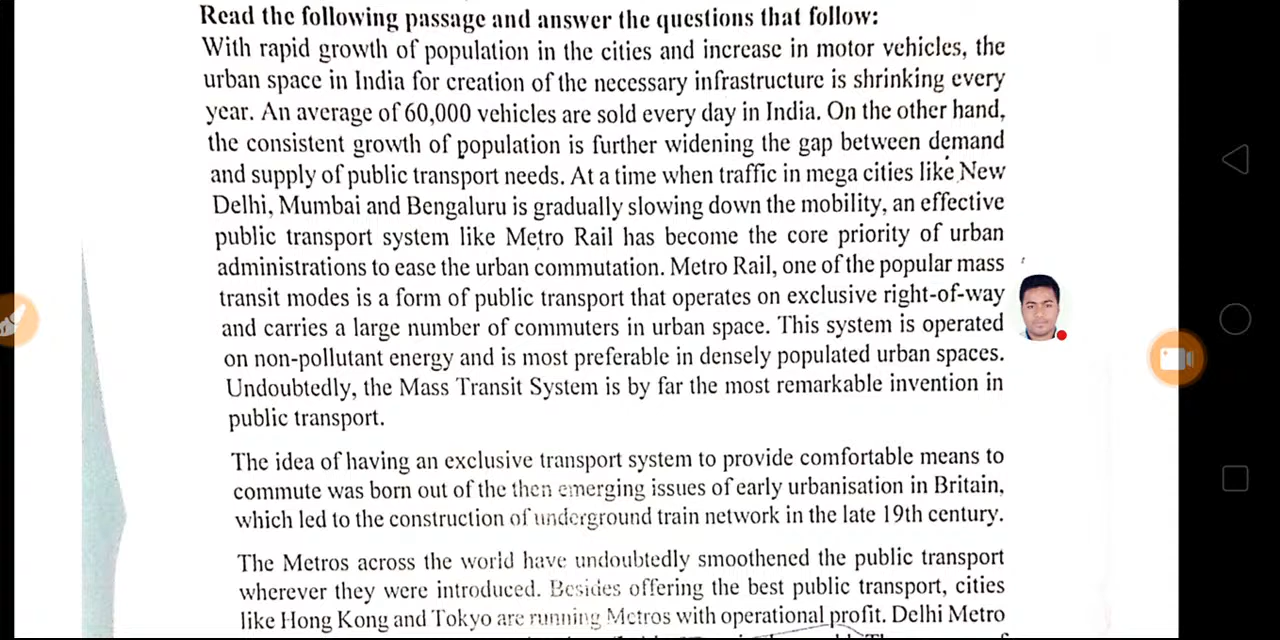 Read the following passage and answer the questions that follow:
With rapid growth of population in the cities and increase in motor vehicles, the
urban space in India for creation of the necessary infrastructure is shrinking every
year. An average of 60,000 vehicles are sold every day in India. On the other hand,
the consistent growth of population is further widening the gap between demand
and supply of public transport needs. At a time when traffic in mega cities like New
Delhi, Mumbai and Bengaluru is gradually slowing down the mobility, an effective
public transport system like Metro Rail has become the core priority of urban
administrations to ease the urban commutation. Metro Rail, one of the popular mass
transit modes is a form of public transport that operates on exclusive right-of-way
and carries a large number of commuters in urban space. This system is operated
on non-pollutant energy and is most preferable in densely populated urban spaces.
Undoubtedly, the Mass Transit System is by far the most remarkable invention in
public transport.
The idea of having an exclusive transport system to provide comfortable means to
commute was born out of the then emerging issues of early urbanisation in Britain,
which led to the construction of underground train network in the late 19th century.
The Metros across the world have undoubtedly smoothened the public transport
wherever they were introduced. Besides offering the best public transport, cities
like Hong Kong and Tokyo are running Metros with operational profit. Delhi Metro